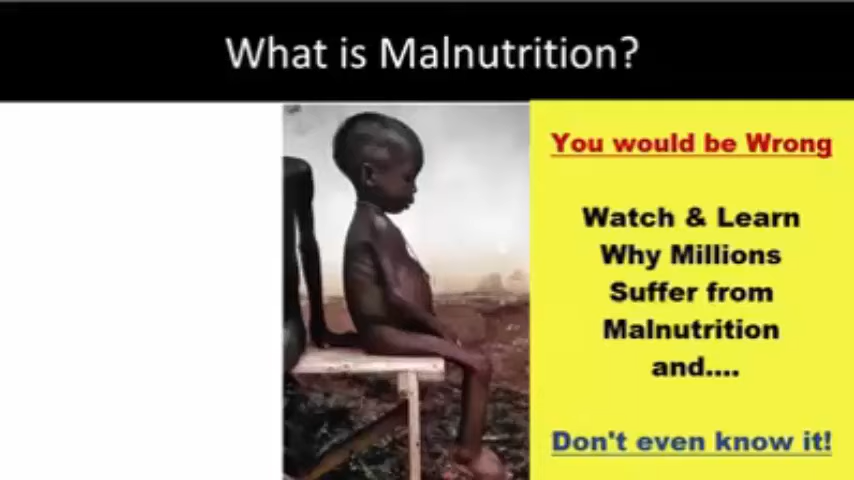 What is Malnutrition?
You would be Wrong
Watch & Learn
Why Millions
Suffer from
Malnutrition
and....
Don't even know it!